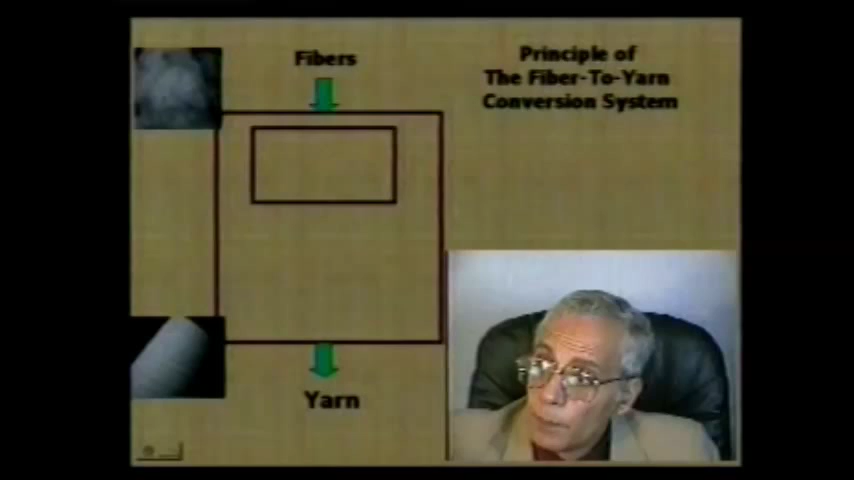 Fibers
Principle of
The Fiber-To-Yarn
Conversion System
Yarn